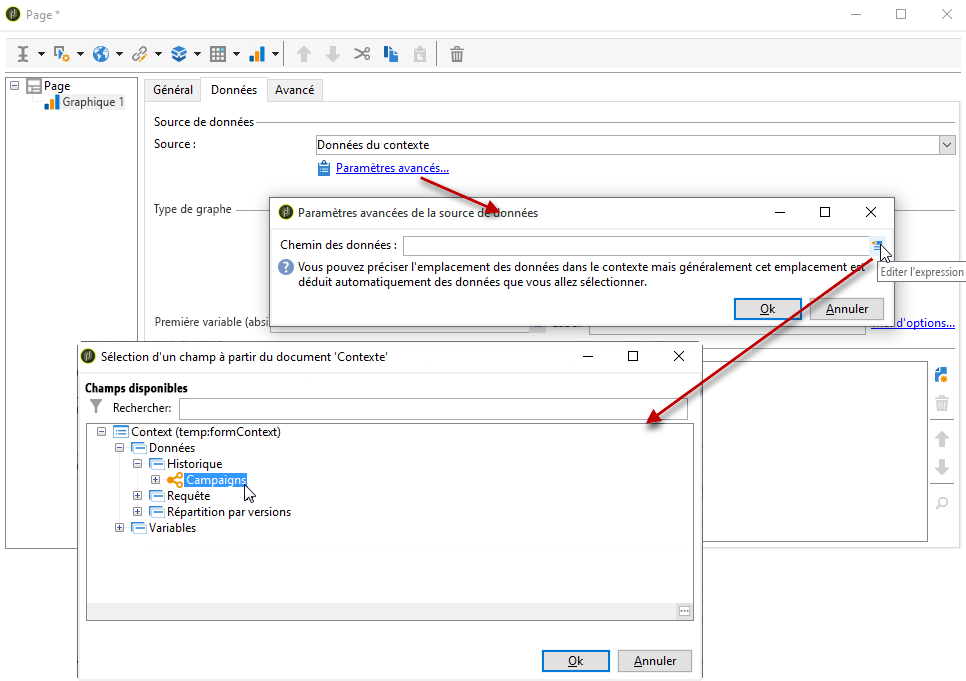 Page *
Page
Graphique 1
Général Données Avancé
Source de données
Source :
Données du contexte
Paramètres avancés...
Type de graphe
Paramètres avancées de la source de données
Chemin des données :
Editer l'expression
Vous pouvez préciser l'emplacement des données dans le contexte mais généralement cet emplacement est
déduit automatiquement des données que vous allez sélectionner.
Ok Annuler
Première variable (absi
d'options...
Sélection d'un champ à partir du document 'Contexte'
Champs disponibles
Rechercher:
Context (temp:formContext)
Données
Historique
Campaigns
Requête
Répartition par versions
Variables
Ok Annuler